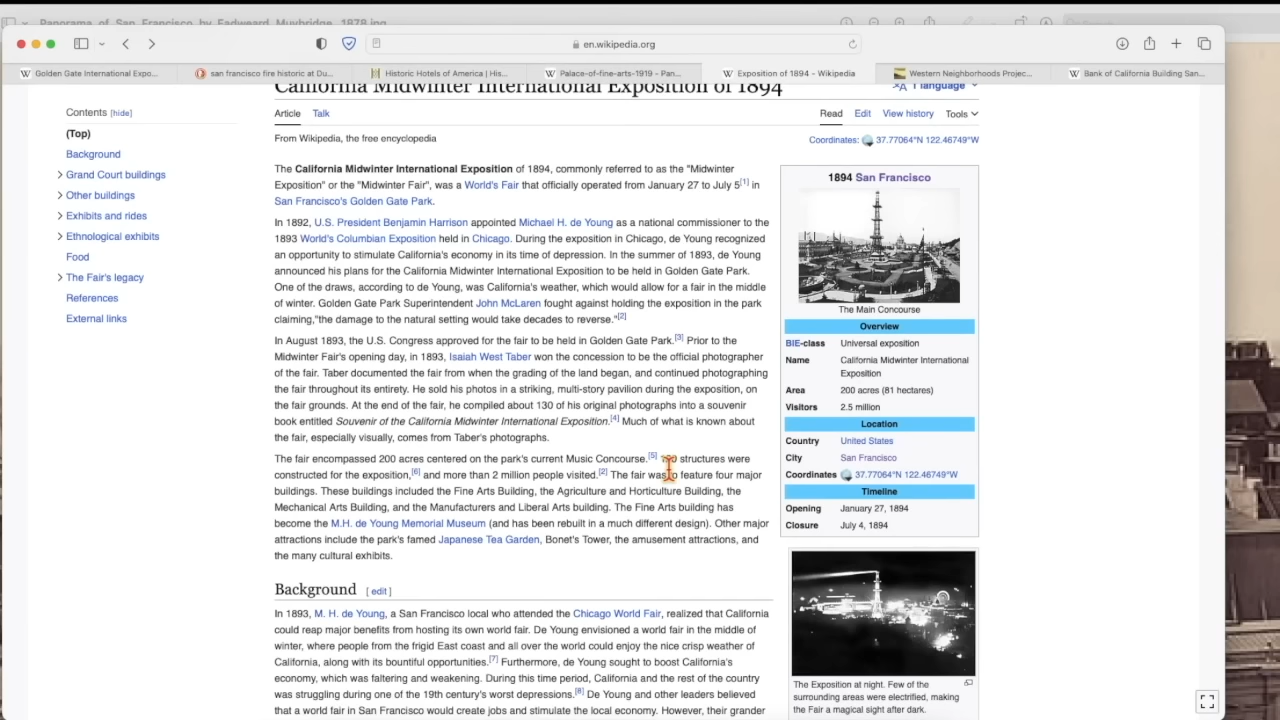 Panorama_of_San_Francisco_by_Eadweard_Muybridge_1878.jpg
en.wikipedia.org
Golden Gate International Expo...
san francisco fire historic at Du...
Historic Hotels of America | His...
Palace-of-fine-arts-1919 - Pan...
Exposition of 1894 - Wikipedia
Western Neighborhoods Projec...
Bank of California Building San...
California Midwinter International Exposition of 1894
1 language
Contents [hide]
(Top)
Background
Grand Court buildings
Other buildings
Exhibits and rides
Ethnological exhibits
Food
The Fair's legacy
References
External links
Article Talk
Read Edit View history Tools
From Wikipedia, the free encyclopedia
Coordinates: 37.77064°N 122.46749°W
The California Midwinter International Exposition of 1894, commonly referred to as the "Midwinter
Exposition" or the "Midwinter Fair", was a World's Fair that officially operated from January 27 to July 5[1] in
San Francisco's Golden Gate Park.
In 1892, U.S. President Benjamin Harrison appointed Michael H. de Young as a national commissioner to the
1893 World's Columbian Exposition held in Chicago. During the exposition in Chicago, de Young recognized
an opportunity to stimulate California's economy in its time of depression. In the summer of 1893, de Young
announced his plans for the California Midwinter International Exposition to be held in Golden Gate Park.
One of the draws, according to de Young, was California's weather, which would allow for a fair in the middle
of winter. Golden Gate Park Superintendent John McLaren fought against holding the exposition in the park
claiming,"the damage to the natural setting would take decades to reverse."[2]
In August 1893, the U.S. Congress approved for the fair to be held in Golden Gate Park.[3] Prior to the
Midwinter Fair's opening day, in 1893, Isaiah West Taber won the concession to be the official photographer
of the fair. Taber documented the fair from when the grading of the land began, and continued photographing
the fair throughout its entirety. He sold his photos in a striking, multi-story pavilion during the exposition, on
the fair grounds. At the end of the fair, he compiled about 130 of his original photographs into a souvenir
book entitled Souvenir of the California Midwinter International Exposition.[4] Much of what is known about
the fair, especially visually, comes from Taber's photographs.
The fair encompassed 200 acres centered on the park's current Music Concourse.[5] structures were
constructed for the exposition,[6] and more than 2 million people visited.[2] The fair was to feature four major
buildings. These buildings included the Fine Arts Building, the Agriculture and Horticulture Building, the
Mechanical Arts Building, and the Manufacturers and Liberal Arts building. The Fine Arts building has
become the M.H. de Young Memorial Museum (and has been rebuilt in a much different design). Other major
attractions include the park's famed Japanese Tea Garden, Bonet's Tower, the amusement attractions, and
the many cultural exhibits.
Background [ edit ]
In 1893, M. H. de Young, a San Francisco local who attended the Chicago World Fair, realized that California
could reap major benefits from hosting its own world fair. De Young envisioned a world fair in the middle of
winter, where people from the frigid East coast and all over the world could enjoy the nice crisp weather of
California, along with its bountiful opportunities.[7] Furthermore, de Young sought to boost California's
economy, which was faltering and weakening. During this time period, California and the rest of the country
was struggling during one of the 19th century's worst depressions.[8] De Young and other leaders believed
that a world fair in San Francisco would create jobs and stimulate the local economy. However, their grander
1894 San Francisco
The Main Concourse
Overview
BIE-class Universal exposition
Name California Midwinter International
Exposition
Area 200 acres (81 hectares)
Visitors 2.5 million
Location
Country United States
City San Francisco
Coordinates 37.77064°N 122.46749°W
Timeline
Opening January 27, 1894
Closure July 4, 1894
The Exposition at night. Few of the
surrounding areas were electrified, making
the Fair a magical sight after dark.